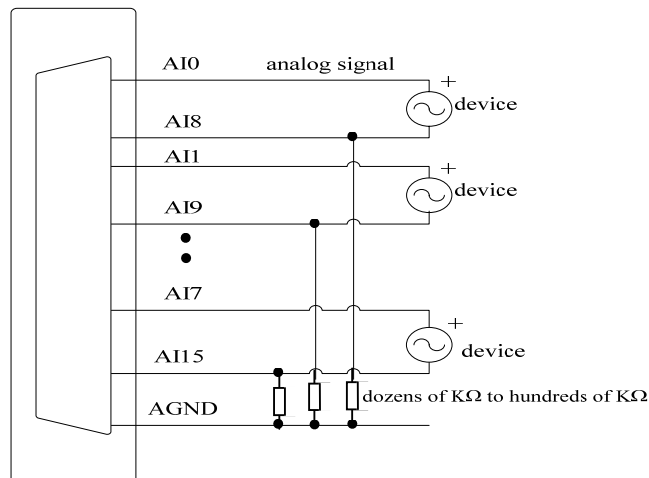 AI0
analog signal
+
device
AI8
AI1
+
device
AI9
AI7
+
device
AI15
dozens of KΩ to hundreds of KΩ
AGND